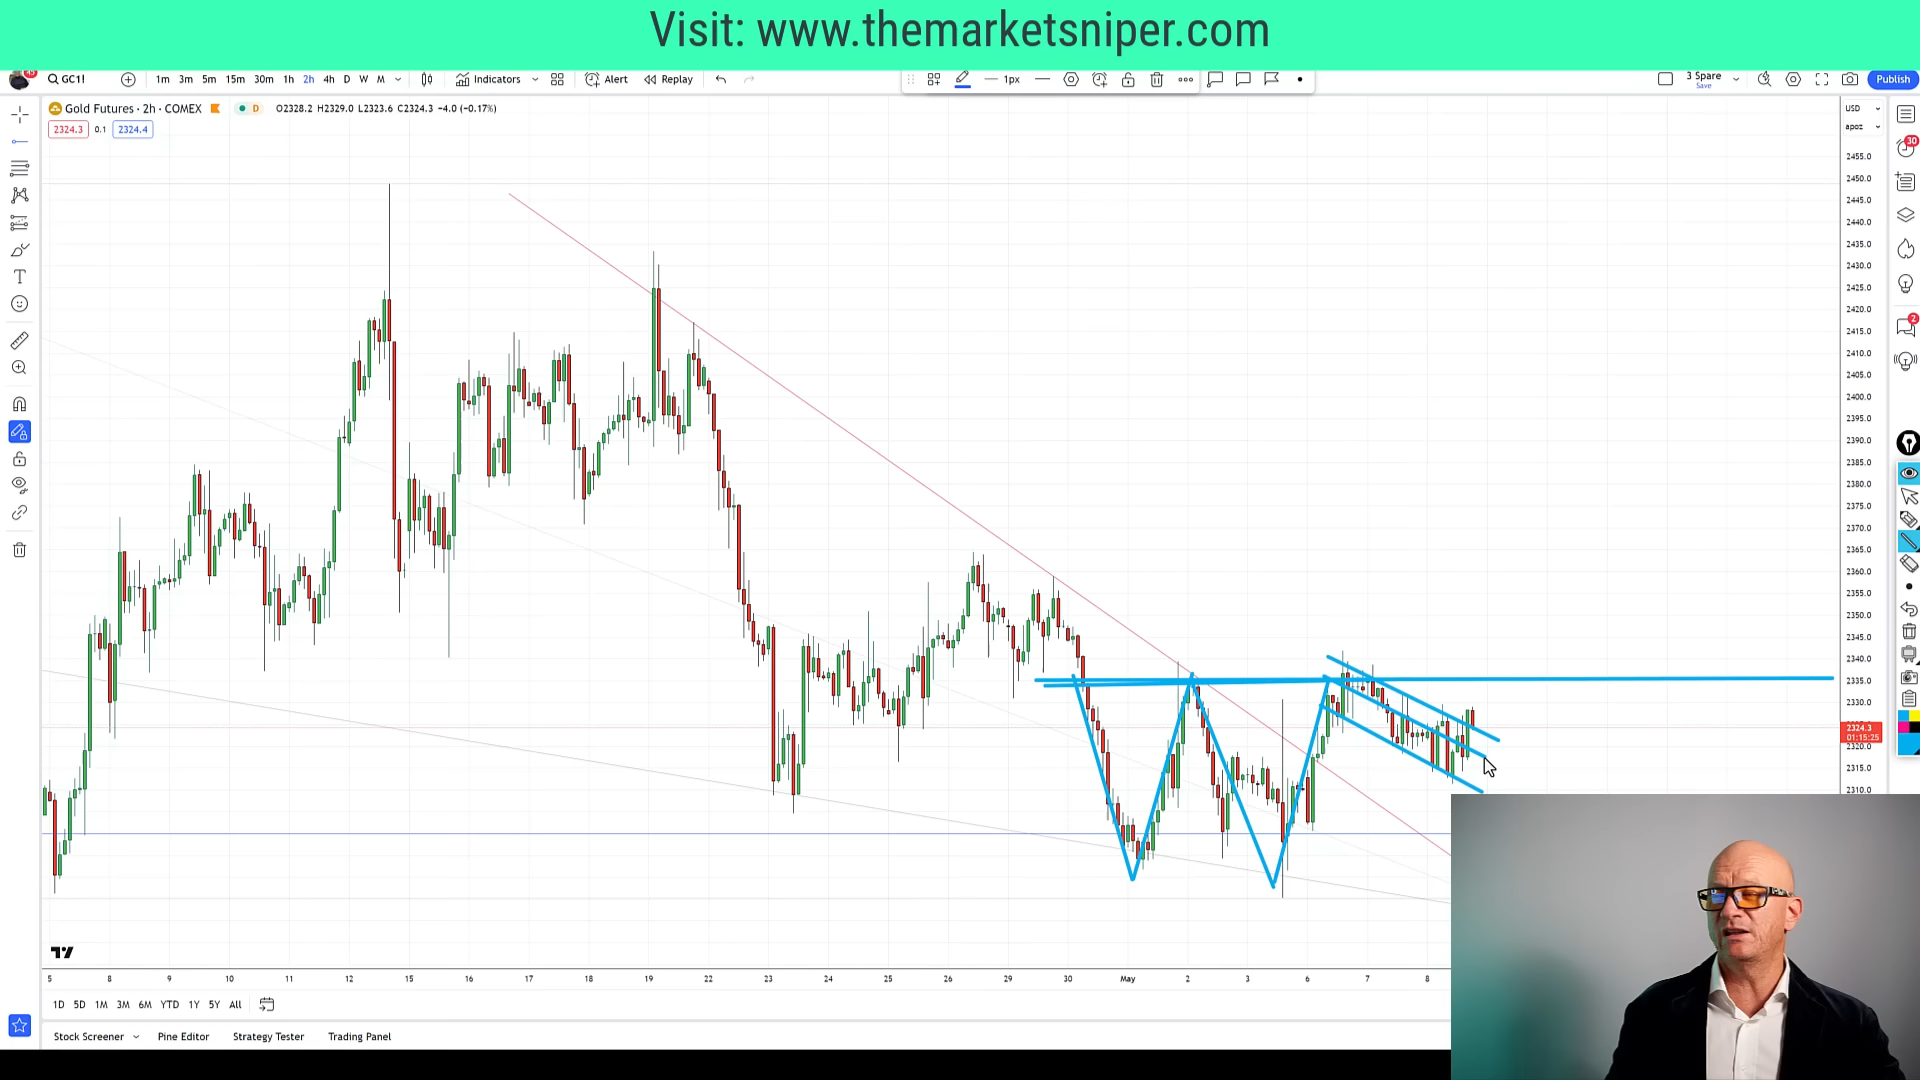 Visit: www.themarketsniper.com
GC1!
1m 3m 5m 15m 30m 1h 2h 4h D W M
Indicators
Alert
Replay
1px
3 Spare
Save
Publish
Gold Futures · 2h · COMEX
D
O2328.2 H2329.0 L2323.6 C2324.3 −4.0 (−0.17%)
2324.3 0.1 2324.4
USD
apoz
30
2
2455.0
2450.0
2445.0
2440.0
2435.0
2430.0
2425.0
2420.0
2415.0
2410.0
2405.0
2400.0
2395.0
2390.0
2385.0
2380.0
2375.0
2370.0
2365.0
2360.0
2355.0
2350.0
2345.0
2340.0
2335.0
2330.0
2324.3
01:15:25
2320.0
2315.0
2310.0
5 8 9 10 11 12 15 16 17 18 19 22 23 24 25 26 29 30 May 2 3 6 7 8
1D 5D 1M 3M 6M YTD 1Y 5Y All
Stock Screener Pine Editor Strategy Tester Trading Panel